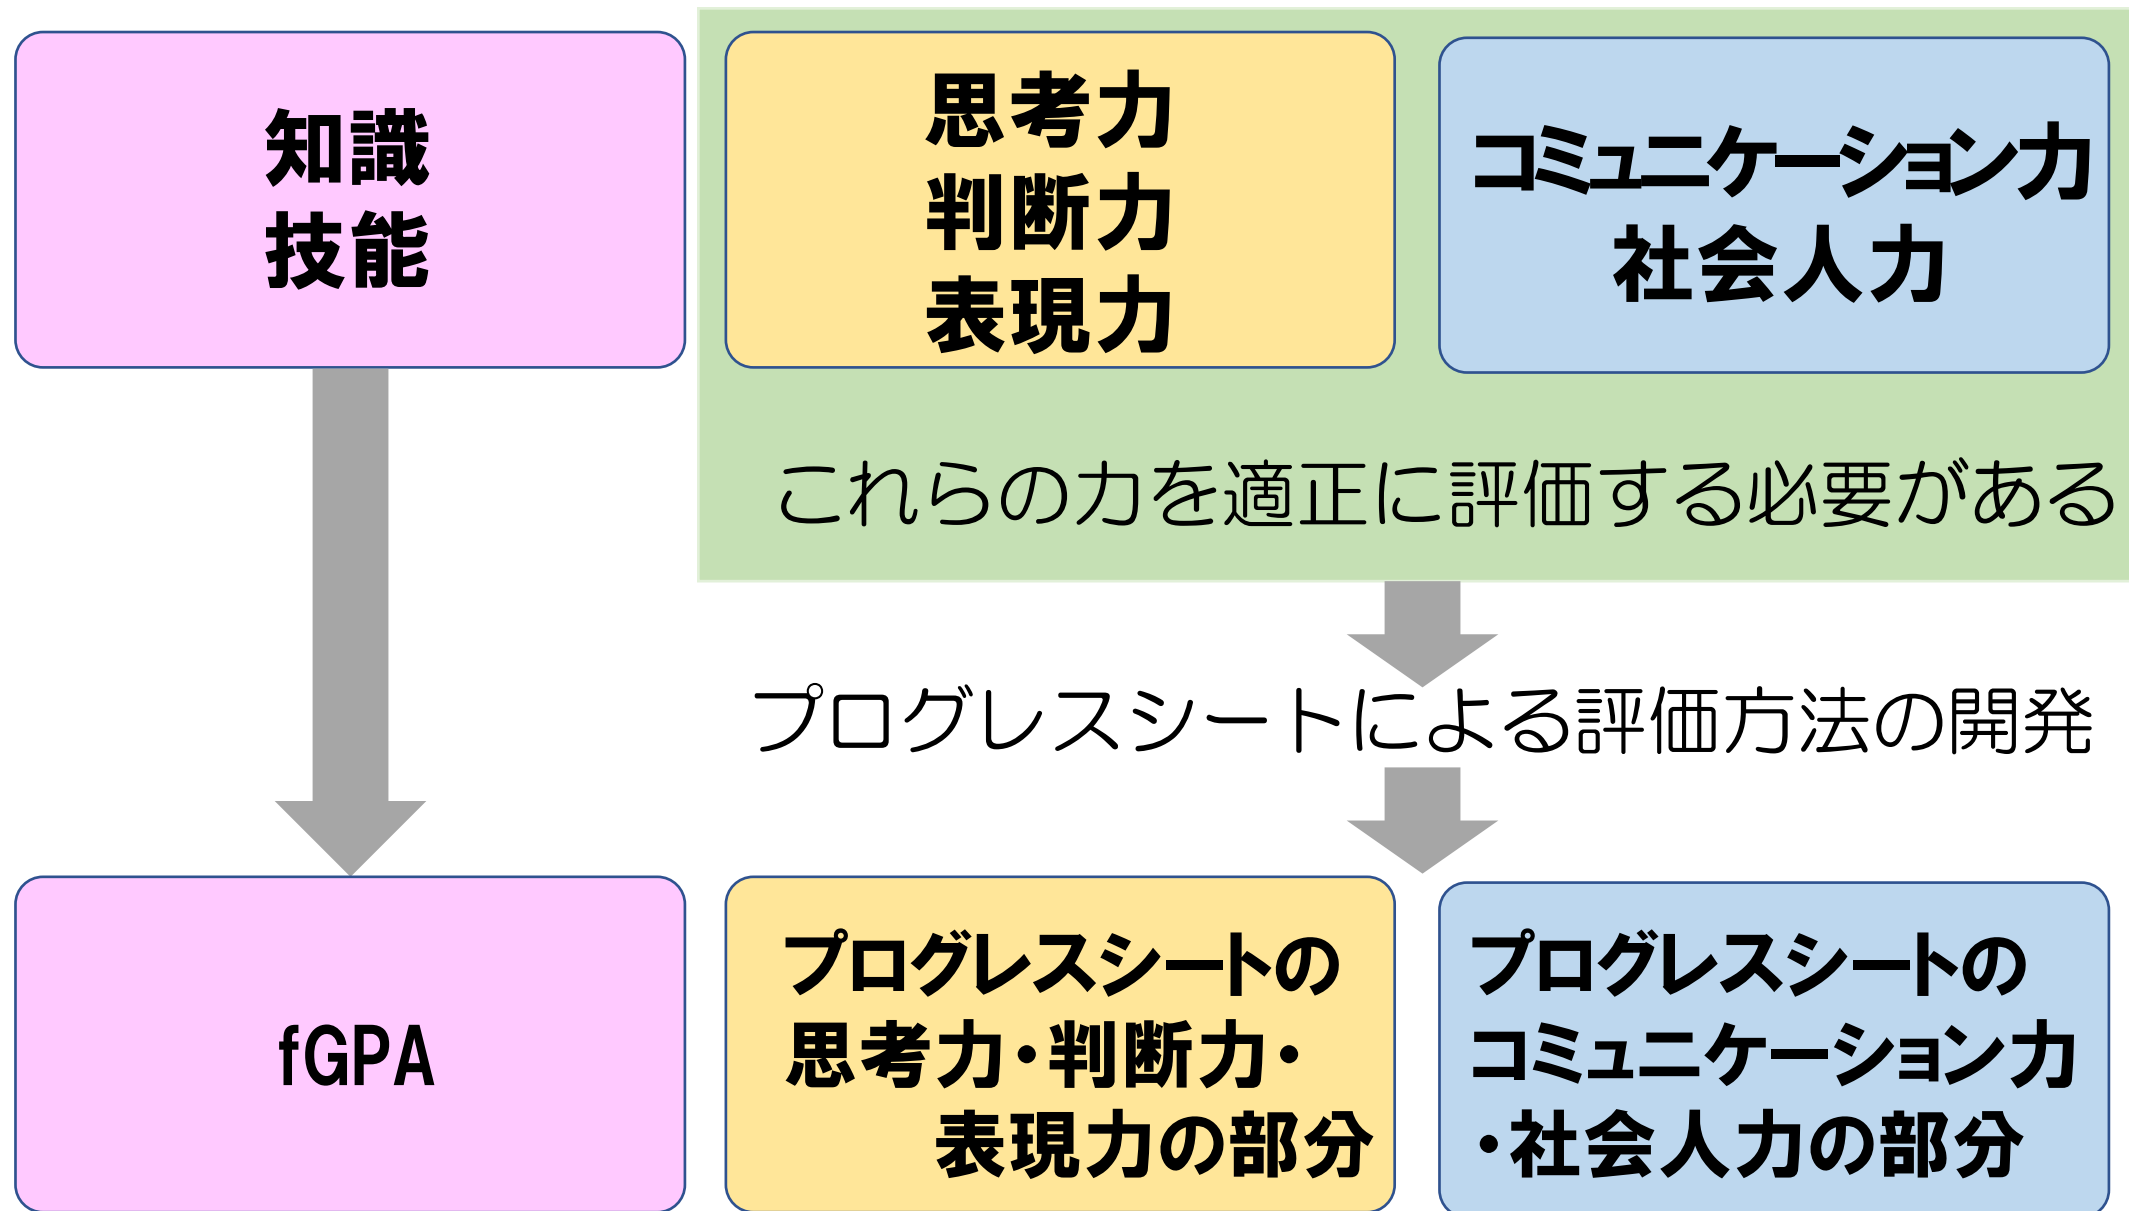 知識
技能
思考力
判断力
表現力
コミュニケーション力
社会人力
これらの力を適正に評価する必要がある
プログレスシートによる評価方法の開発
fGPA
プログレスシートの
思考力・判断力・
表現力の部分
プログレスシートの
コミュニケーション力
・社会人力の部分